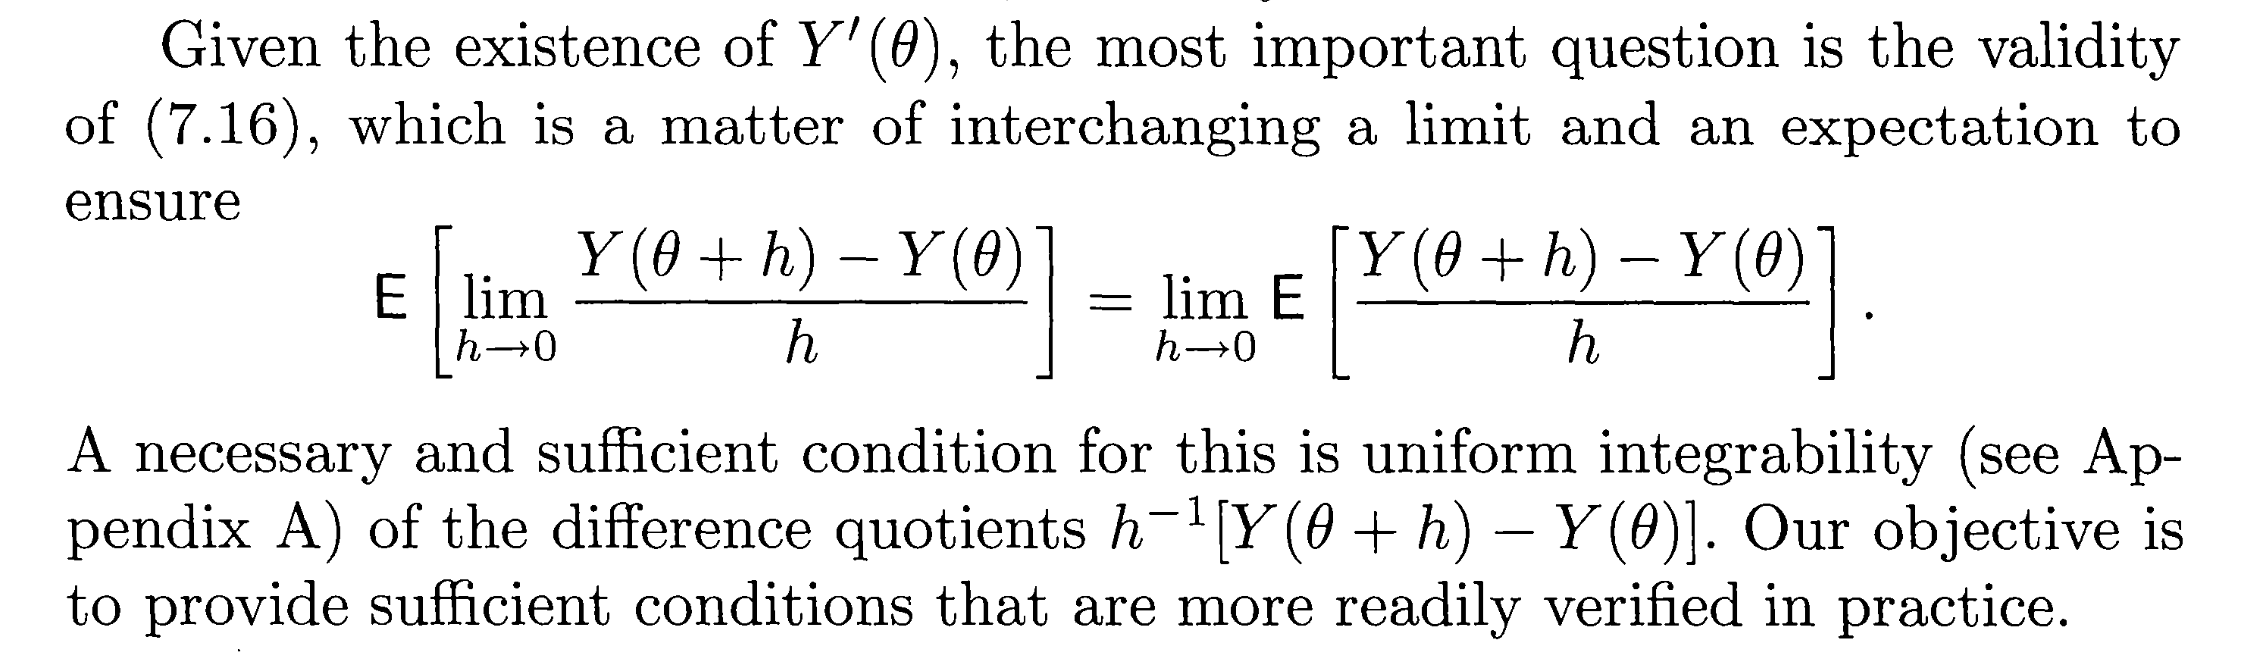 Given the existence of Y′(θ), the most important question is the validity
of (7.16), which is a matter of interchanging a limit and an expectation to
ensure
E [ lim_{h→0} \frac{Y(θ + h) − Y(θ)}{h} ] = lim_{h→0} E [ \frac{Y(θ + h) − Y(θ)}{h} ] .
A necessary and sufficient condition for this is uniform integrability (see Ap-
pendix A) of the difference quotients h^{−1}[Y(θ + h) − Y(θ)]. Our objective is
to provide sufficient conditions that are more readily verified in practice.